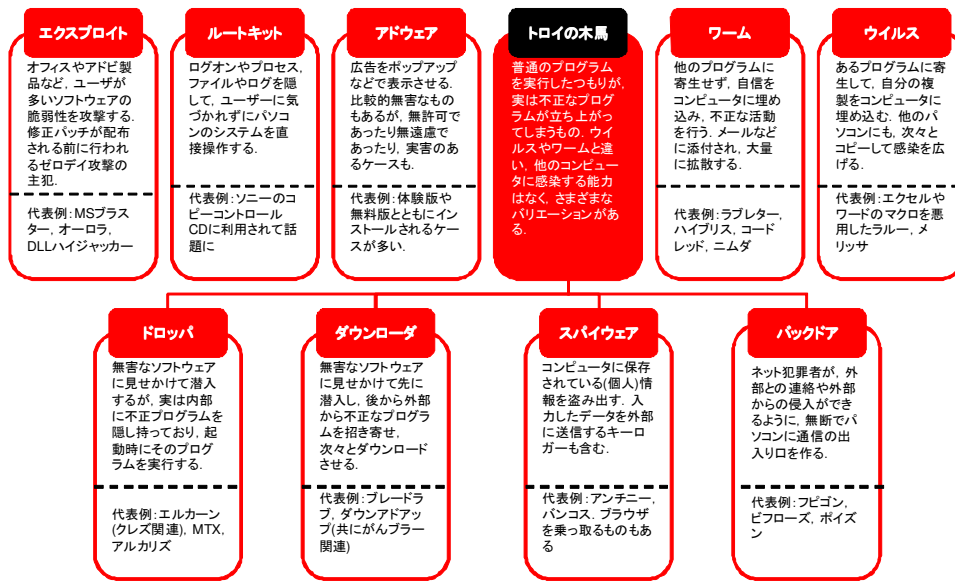 エクスプロイト
オフィスやアドビ製
品など, ユーザが
多いソフトウェアの
脆弱性を攻撃する.
修正パッチが配布
される前に行わ
れるゼロデイ攻撃の
主犯.
代表例:MSブラス
ター, オーロラ,
DLLハイジャッカー
ルートキット
ログオンやプロセス,
ファイルやログを隠
して, ユーザーに気
づかれずにパソコ
ンのシステムを直
接操作する.
代表例:ソニーのコ
ピーコントロール
CDに利用されて話
題に
アドウェア
広告をポップアップ
などで表示させる.
比較的無害なもの
もあるが, 無許可で
あったり無遠慮で
あったり, 実害のあ
るケースも.
代表例:体験版や
無料版とともにイン
ストールされるケー
スが多い.
トロイの木馬
普通のプログラム
を実行したつもりが,
実は不正なプログ
ラムが立ち上がっ
てしまうもの. ウイ
ルスやワームと違
い, 他のコンピュー
タに感染する能力
はなく, さまざまな
バリエーションがあ
る.
ワーム
他のプログラムに
寄生せず, 自信を
コンピュータに埋め
込み, 不正な活動
を行う. メールなど
に添付され, 大量
に拡散する.
代表例:ラブレター,
ハイブリス, コード
レッド, ニムダ
ウイルス
あるプログラムに寄
生して, 自分の複
製をコンピュータに
埋め込む. 他のパ
ソコンにも, 次々と
コピーして感染を広
げる.
代表例:エクセルや
ワードのマクロを悪
用したラルー, メ
リッサ
ドロッパ
無害なソフトウェア
に見せかけて潜入
するが, 実は内部
に不正プログラムを
隠し持っており, 起
動時にそのプログ
ラムを実行する.
代表例:エルカーン
(クレズ関連), MTX,
アルカリズ
ダウンローダ
無害なソフトウェア
に見せかけて先に
潜入し, 後から外部
から不正なプログラ
ムを招き寄せ,
次々とダウンロード
させる.
代表例:ブレードラ
ブ, ダウンアドアッ
プ(共にがんブラー
関連)
スパイウェア
コンピュータに保存
されている(個人)情
報を盗み出す. 入
力したデータを外部
に送信するキーロ
ガーも含む.
代表例:アンチニー,
バンコス. ブラウザ
を乗っ取るものもあ
る
バックドア
ネット犯罪者が, 外
部との連絡や外部
からの侵入ができ
るように, 無断でパ
ソコンに通信の出
入り口を作る.
代表例:フピゴン,
ビフローズ, ポイズ
ン